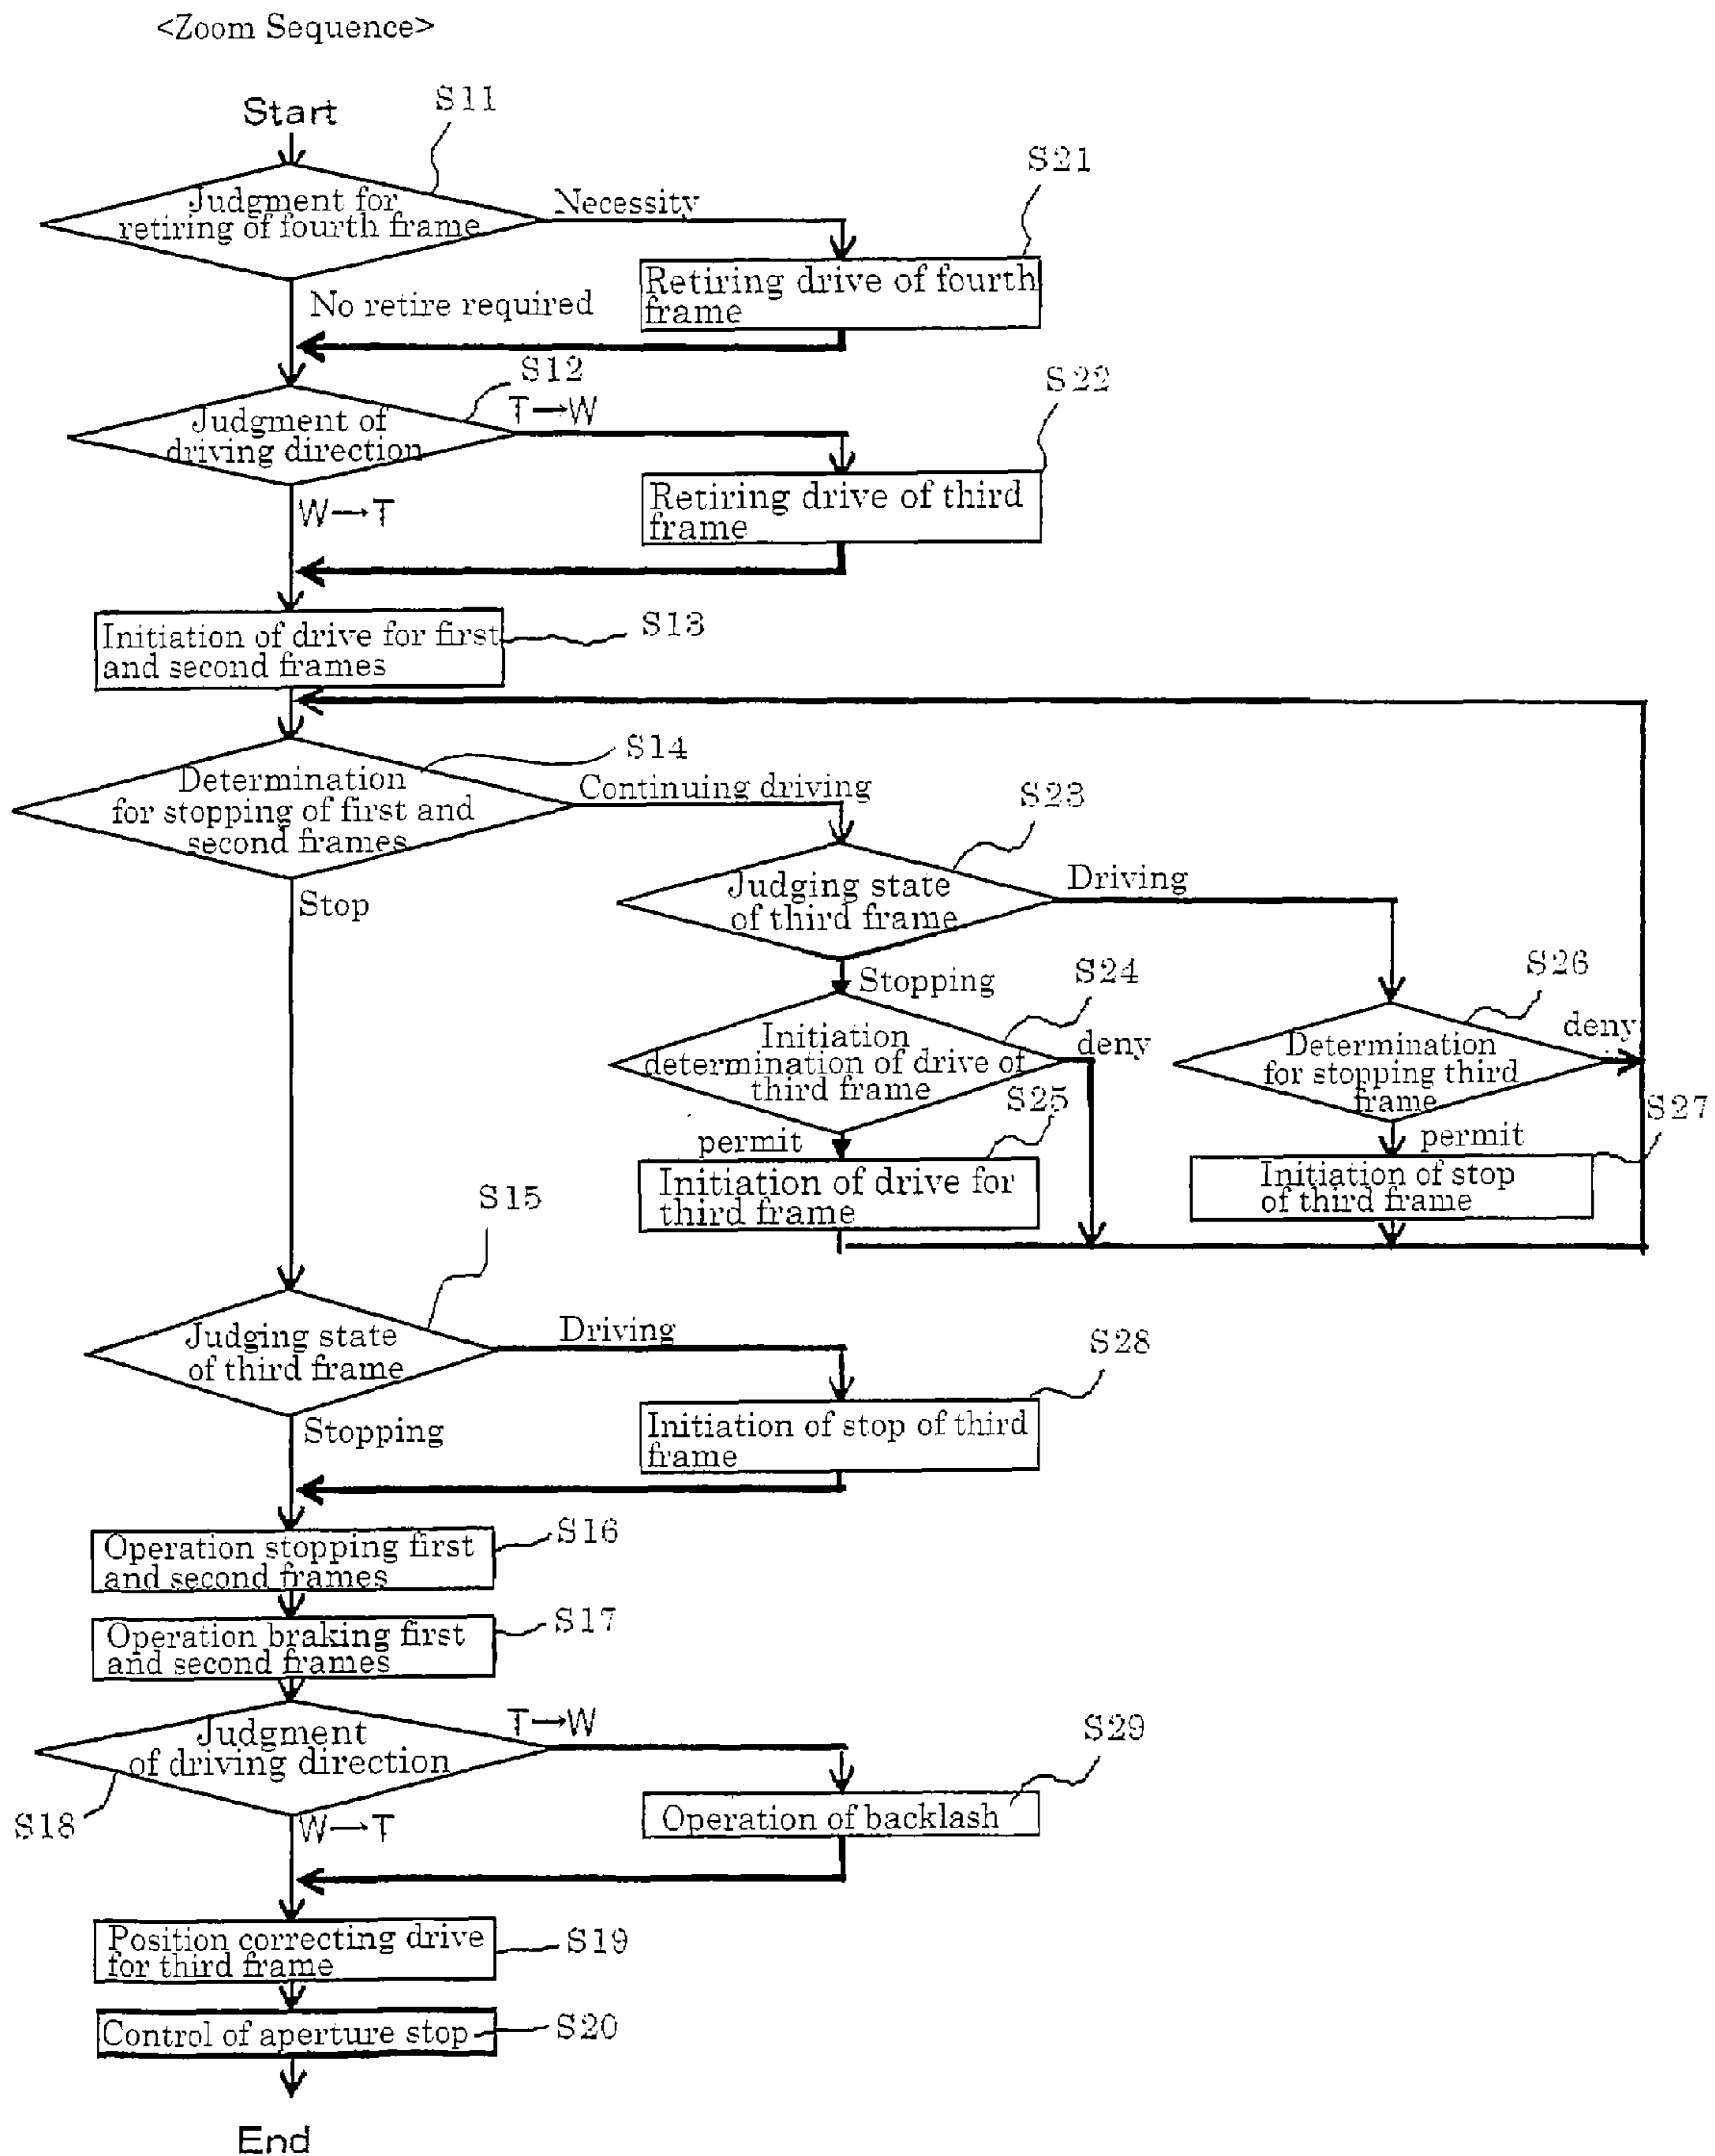 <Zoom Sequence>
Start
S11
Judgment for
retiring of fourth frame
Necessity
S21
Retiring drive of fourth
frame
No retire required
S12
Judgment of
driving direction
T→W
S22
Retiring drive of third
frame
W→T
Initiation of drive for first
and second frames
S13
S14
Determination
for stopping of first and
second frames
Continuing driving
S23
Stop
Judging state
of third frame
Driving
Stopping
S24
Initiation
determination of drive of
third frame
deny
S26
Determination
for stopping third
frame
deny
S25
permit
Initiation of drive for
third frame
S27
permit
Initiation of stop
of third frame
S15
Judging state
of third frame
Driving
S28
Initiation of stop of third
frame
Stopping
Operation stopping first
and second frames
S16
Operation braking first
and second frames
S17
Judgment
of driving direction
T→W
S29
S18
W→T
Operation of backlash
Position correcting drive
for third frame
S19
Control of aperture stop
S20
End